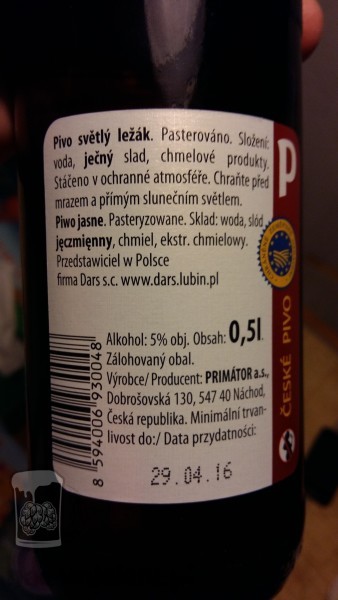 Pivo světlý ležák. Pasterováno. Složení:
voda, ječný slad, chmelové produkty.
Stáčeno v ochranné atmosféře. Chraňte před
mrazem a přímým slunečním světlem.
Piwo jasne. Pasteryzowane. Sklad: woda, slód
jęczmięnny, chmiel, ekstr. chmielowy.
Przedstawiciel w Polsce
firma Dars s.c. www.dars.lubin.pl
Alkohol: 5% obj. Obsah: 0,5l
Zálohovaný obal.
Výrobce/ Producent: PRIMÁTOR a.s.,
Dobrošovská 130, 547 40 Náchod,
Česká republika. Minimální trvan-
livost do:/ Data przydatności:
29.04.16
8 594006 930048
P
ČESKÉ PIVO